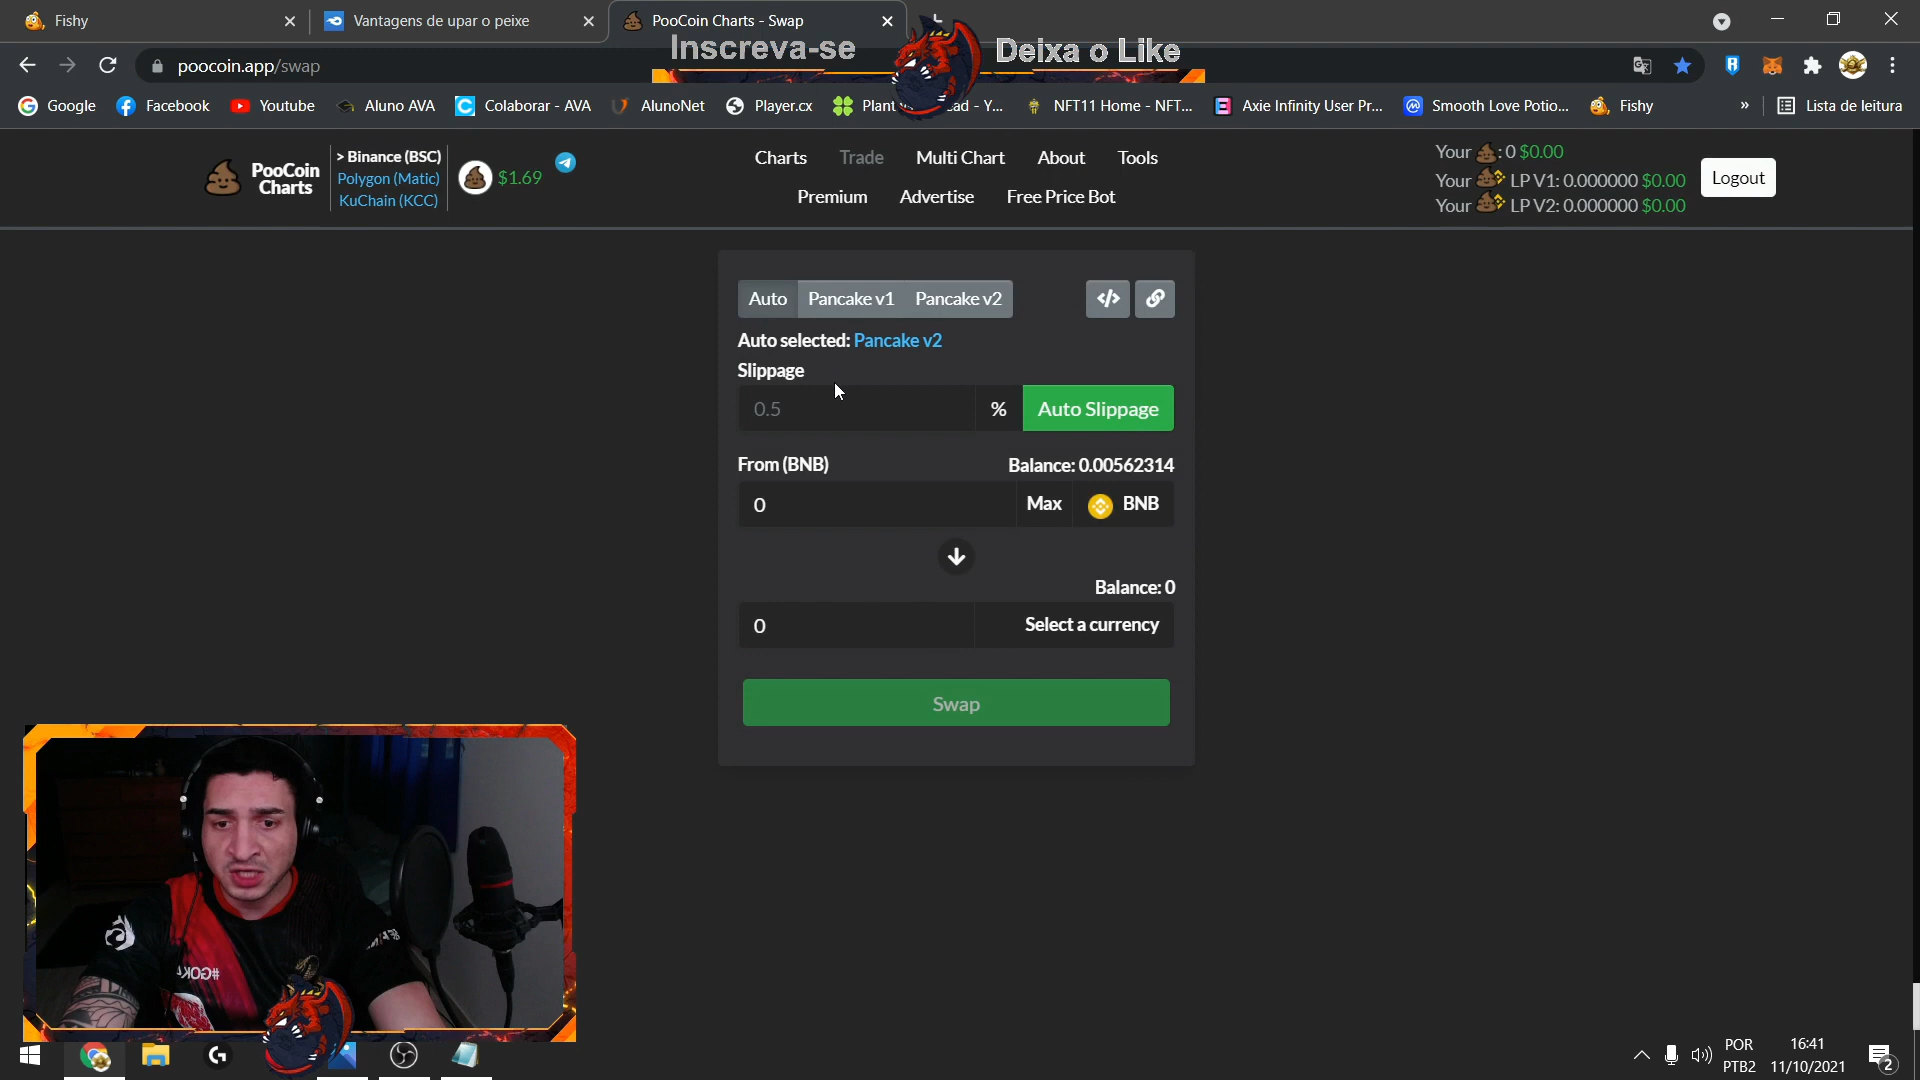 Fishy
Vantagens de upar o peixe
PooCoin Charts - Swap
Inscreva-se
Deixa o Like
poocoin.app/swap
Google
Facebook
Youtube
Aluno AVA
Colaborar - AVA
AlunoNet
Player.cx
NFT11 Home - NFT...
Axie Infinity User Pr...
Smooth Love Potio...
Fishy
»
Lista de leitura
PooCoin
Charts
> Binance (BSC)
Polygon (Matic)
KuChain (KCC)
$1.69
Charts
Trade
Multi Chart
About
Tools
Premium
Advertise
Free Price Bot
Your : 0 $0.00
Your LP V1: 0.000000 $0.00
Your LP V2: 0.000000 $0.00
Logout
Auto
Pancake v1
Pancake v2
Auto selected: Pancake v2
Slippage
0.5
%
Auto Slippage
From (BNB)
Balance: 0.00562314
0
Max
BNB
Balance: 0
0
Select a currency
Swap
POR
PTB2
16:41
11/10/2021
2